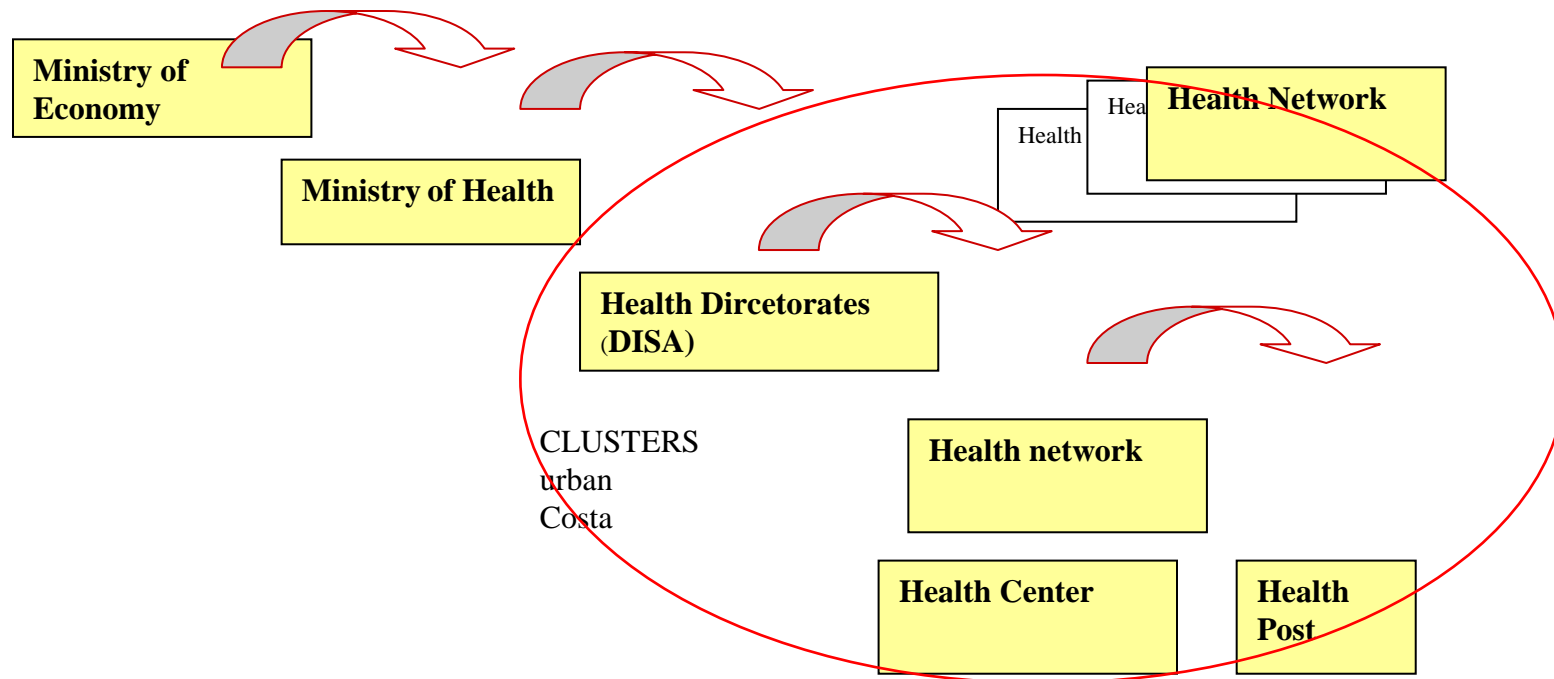 Ministry of
Economy
Ministry of Health
Health
Hea
Health Network
Health Dircetorates
(DISA)
CLUSTERS
urban
Costa
Health network
Health Center
Health
Post